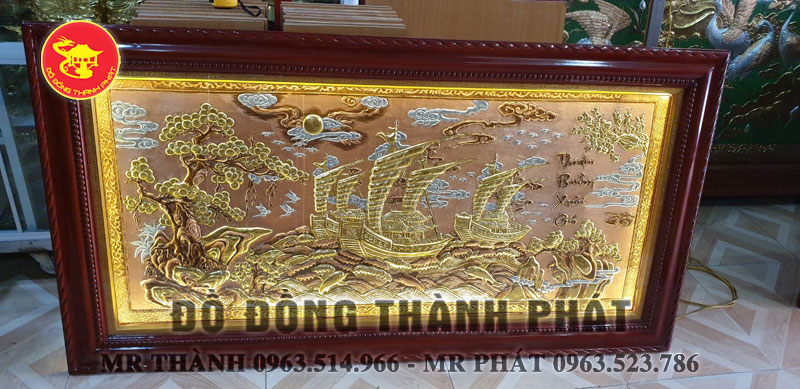 ĐỒ ĐỒNG THÀNH PHÁT
Thuận
Buồm
Xuôi
Gió
ĐỒ ĐỒNG THÀNH PHÁT
MR THÀNH 0963.514.966 - MR PHÁT 0963.523.786